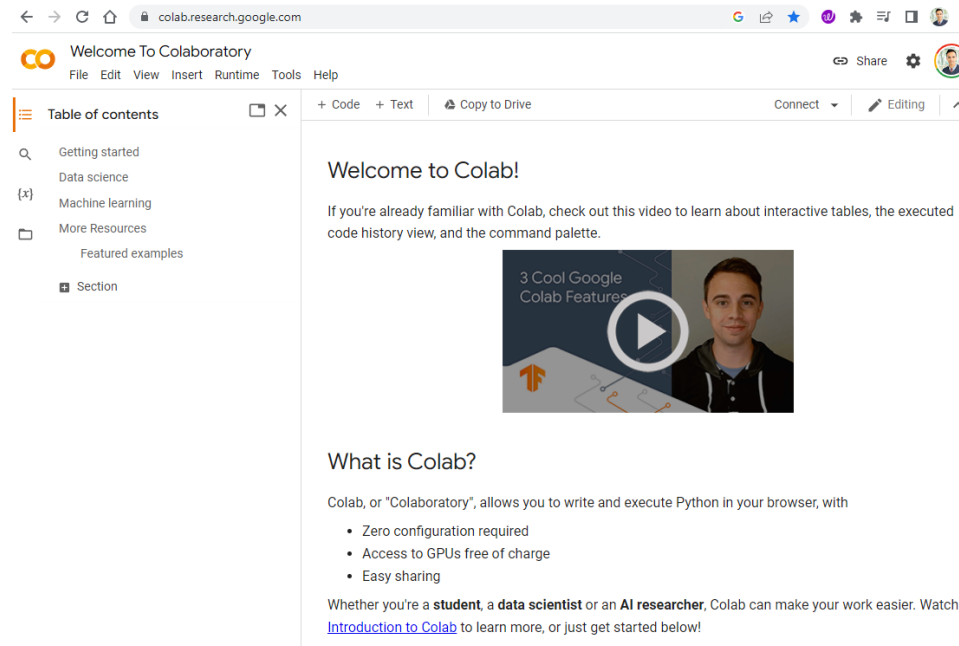 colab.research.google.com
Welcome To Colaboratory
File Edit View Insert Runtime Tools Help
Share
Table of contents
+ Code + Text Copy to Drive
Connect Editing
Getting started
Data science
{x}
Machine learning
More Resources
Featured examples
Section
Welcome to Colab!
If you're already familiar with Colab, check out this video to learn about interactive tables, the executed
code history view, and the command palette.
3 Cool Google
Colab Features
What is Colab?
Colab, or "Colaboratory", allows you to write and execute Python in your browser, with
• Zero configuration required
• Access to GPUs free of charge
• Easy sharing
Whether you're a student, a data scientist or an AI researcher, Colab can make your work easier. Watch
Introduction to Colab to learn more, or just get started below!